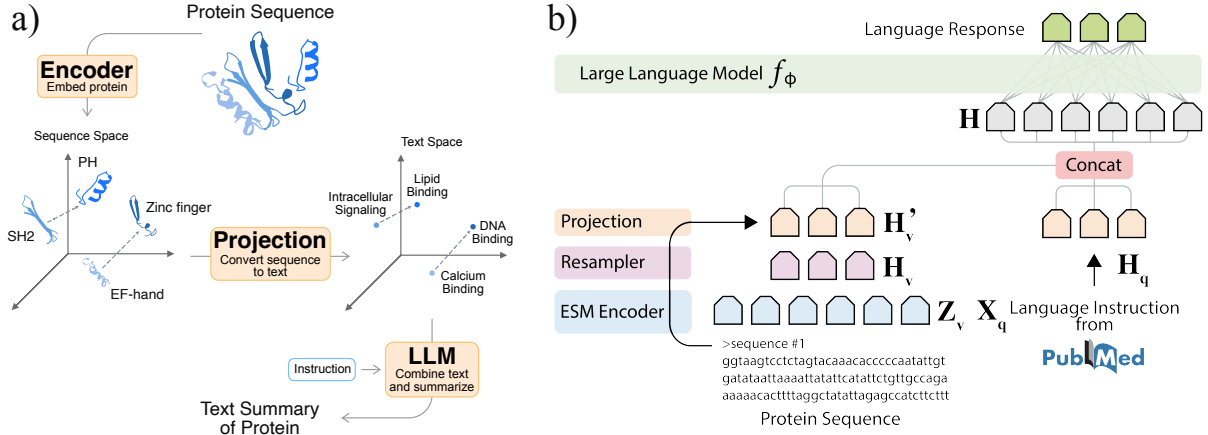 a)
Protein Sequence
Encoder
Embed protein
Sequence Space
PH
Zinc finger
SH2
EF-hand
Projection
Convert sequence
to text
Text Space
Lipid
Binding
Intracellular
Signaling
DNA
Binding
Calcium
Binding
Instruction
LLM
Combine text
and summarize
Text Summary
of Protein
b)
Language Response
Large Language Model fϕ
H
Concat
Projection
H'v
Resampler
Hv
ESM Encoder
Zv
Xq
Hq
Language Instruction
from
PubMed
>sequence #1
ggtaagtcctctagtacaaacacccccaatattgt
gatataattaaaattatattcatattctgttgccaga
aaaaacacttttaggctatattagagccatcttcttt
Protein Sequence